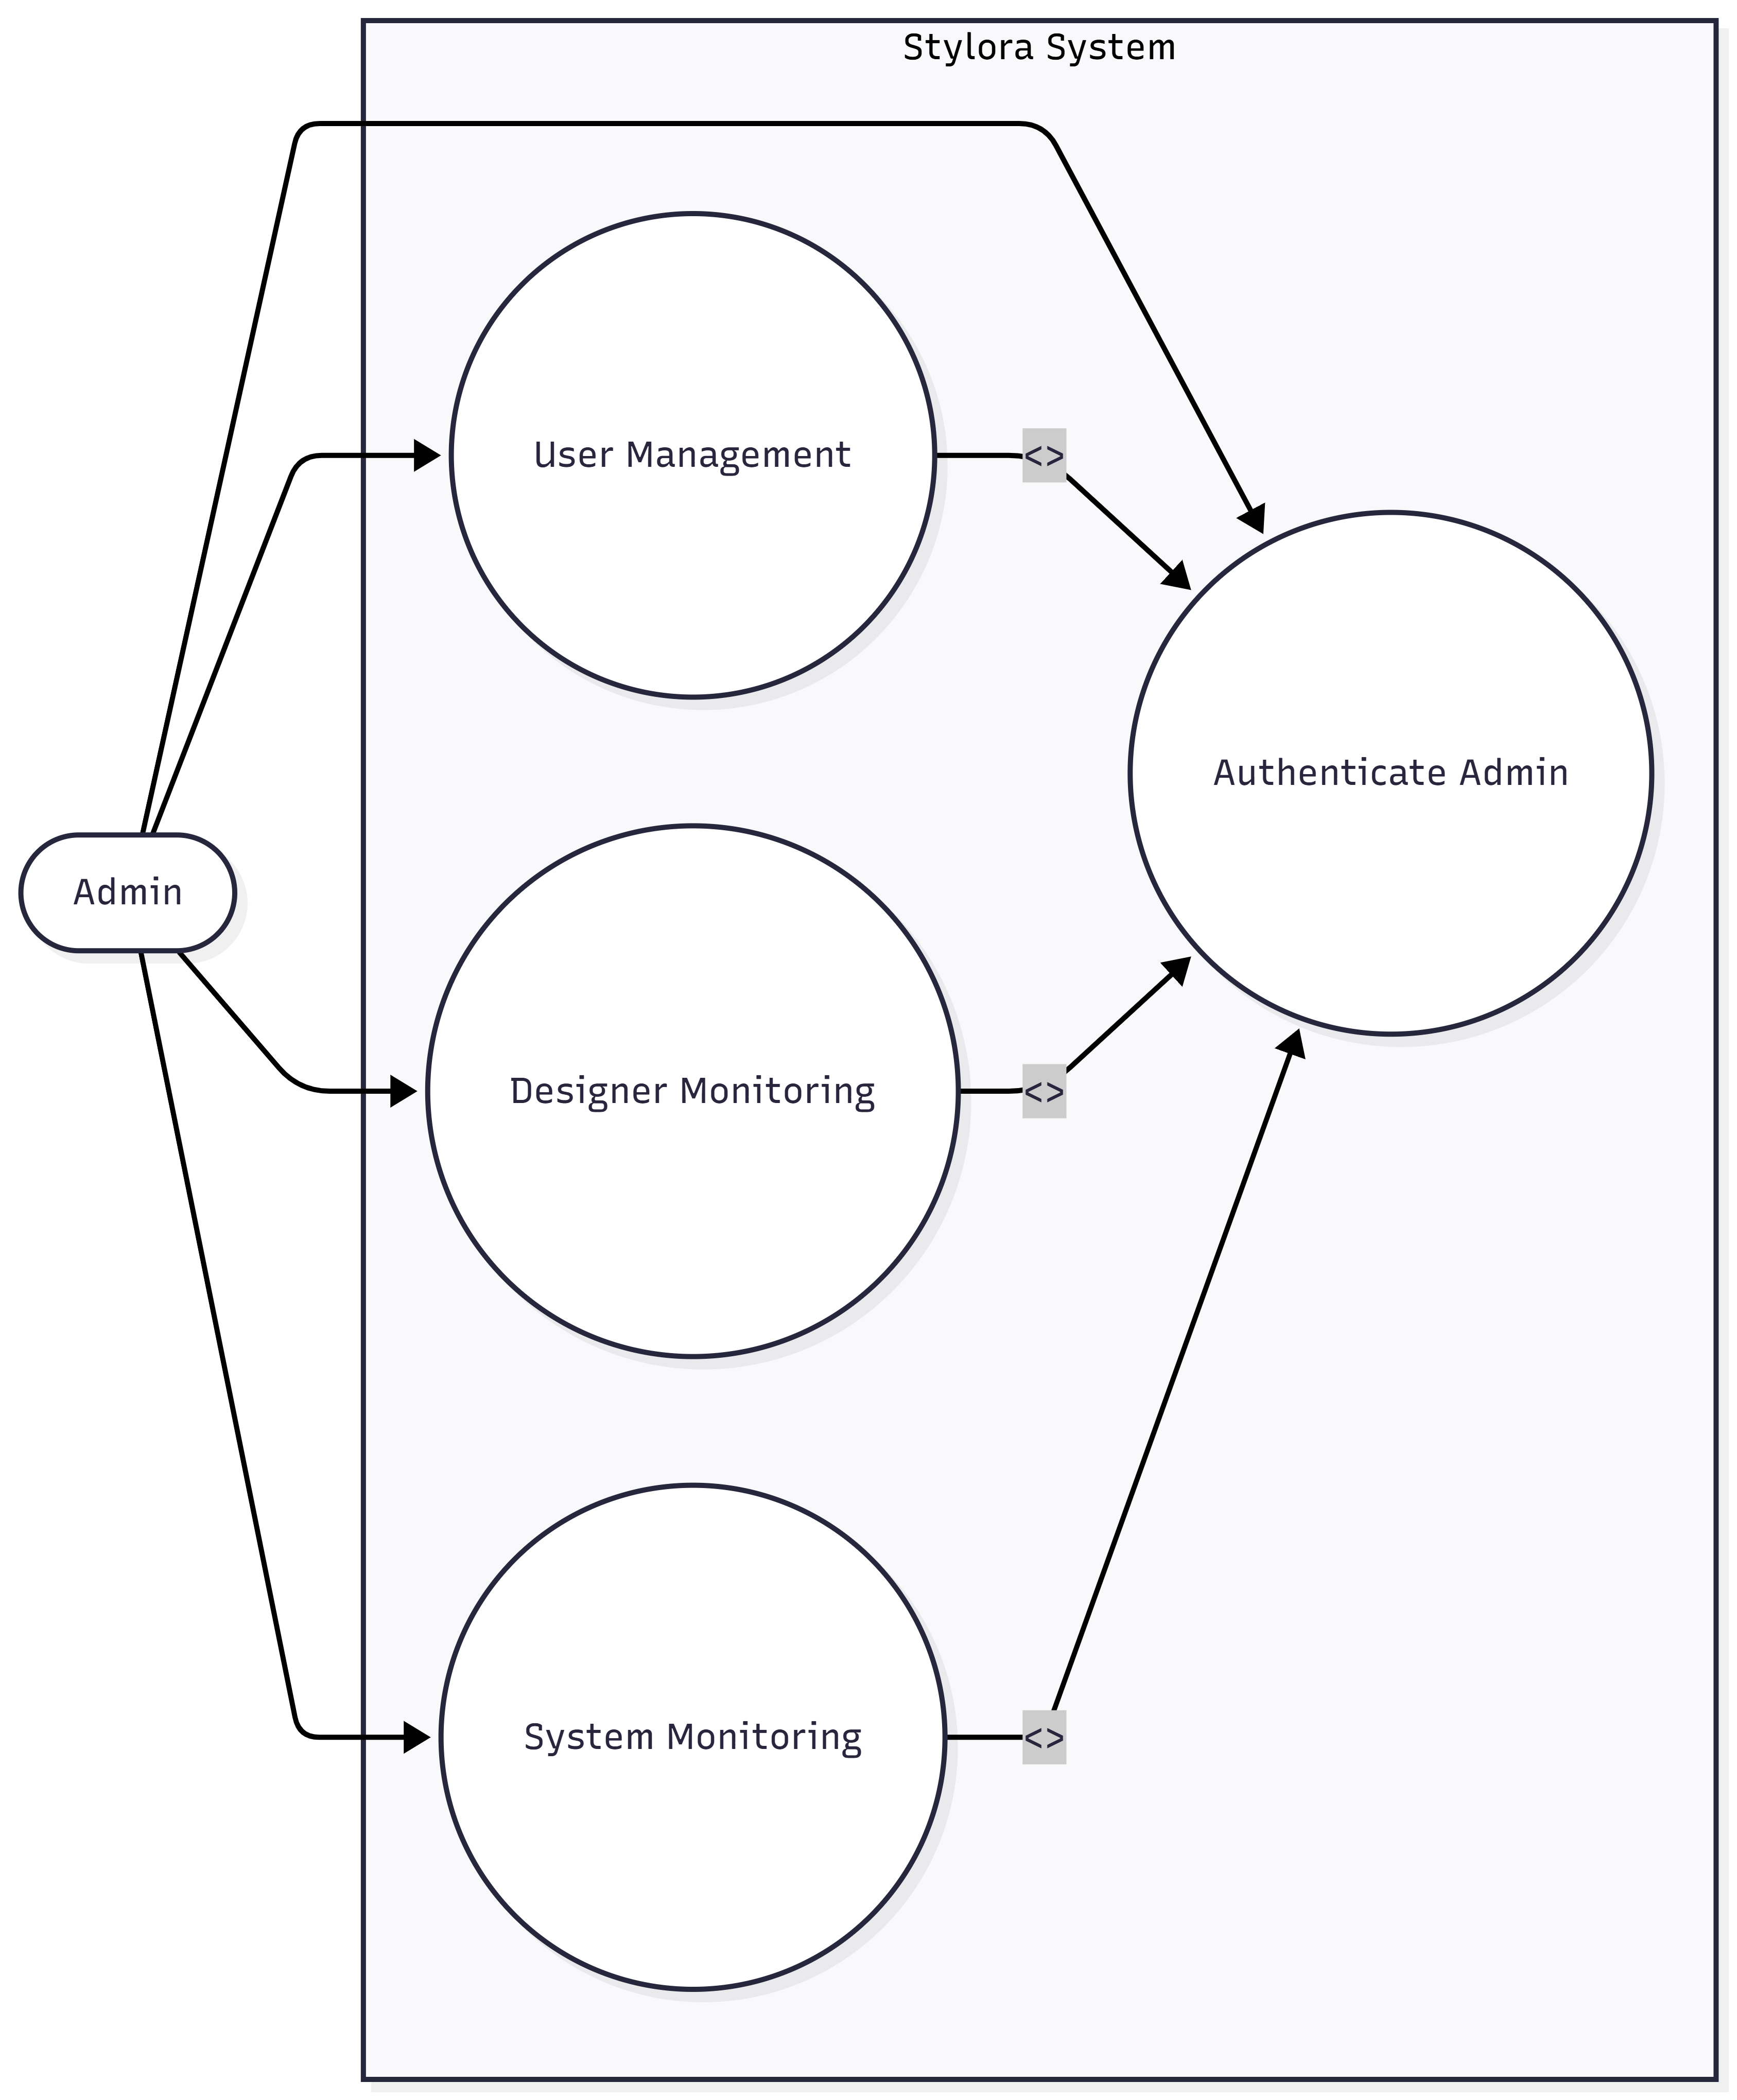 Stylora System
User Management
<>
Authenticate Admin
Admin
Designer Monitoring
<>
System Monitoring
<>